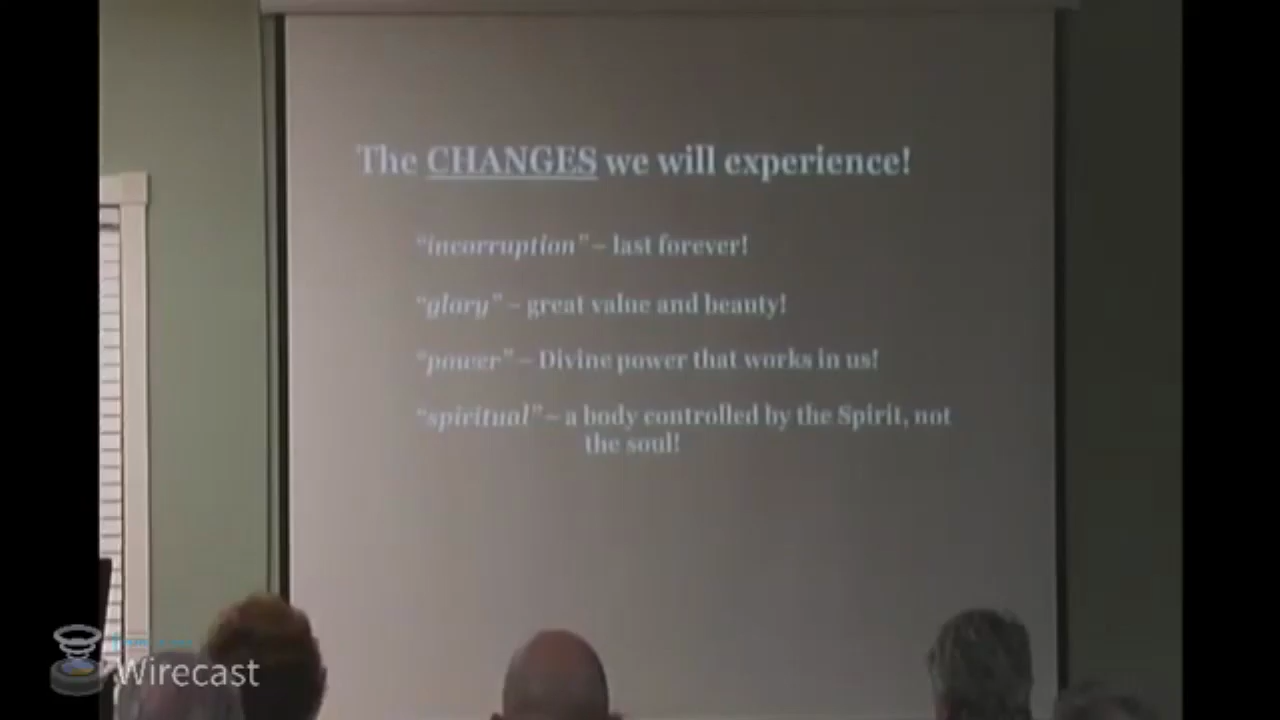 The CHANGES we will experience!
“incorruption” – last forever!
“glory” – great value and beauty!
“power” – Divine power that works in us!
“spiritual” – a body controlled by the Spirit, not
the soul!
Wirecast